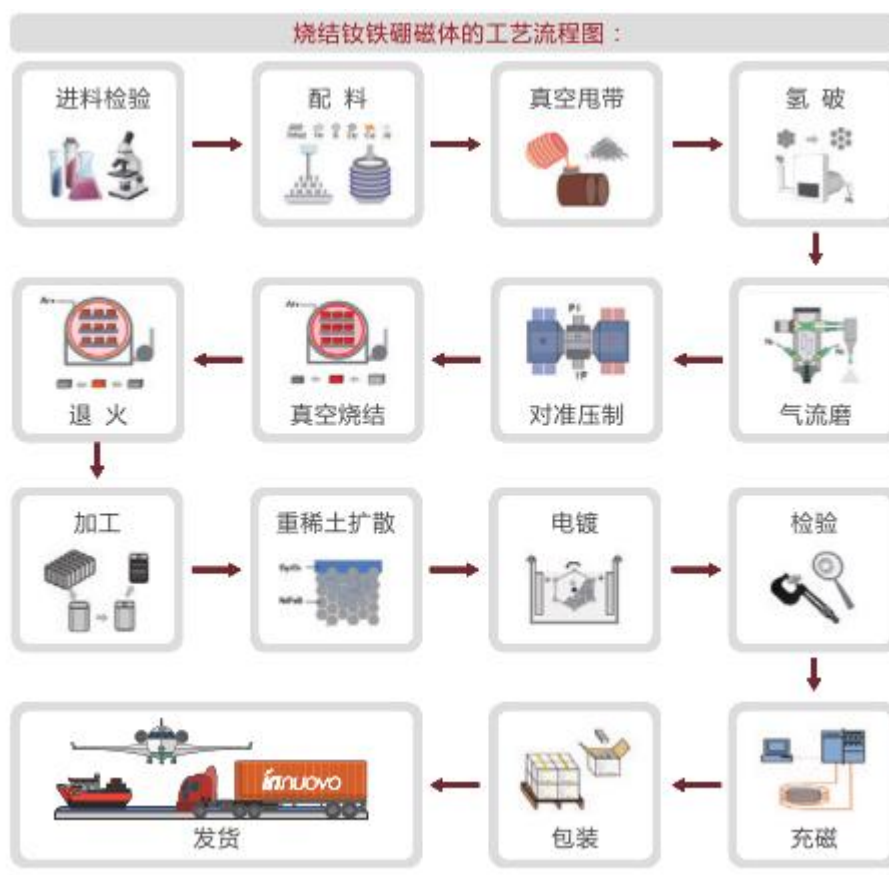 烧结钕铁硼磁体的工艺流程图：
进料检验
配 料
真空甩带
氢 破
退 火
真空烧结
对准压制
气流磨
加工
重稀土扩散
电镀
检验
发货
包装
充磁
INNUOVO